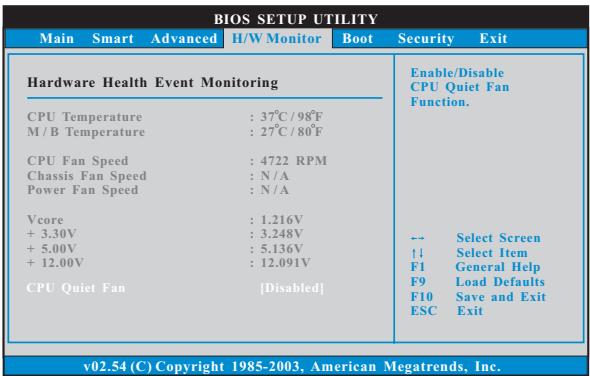 BIOS SETUP UTILITY
Main Smart Advanced H/W Monitor Boot Security Exit
Hardware Health Event Monitoring
CPU Temperature : 37°C / 98°F
M / B Temperature : 27°C / 80°F
CPU Fan Speed : 4722 RPM
Chassis Fan Speed : N / A
Power Fan Speed : N / A
Vcore : 1.216V
+ 3.30V : 3.248V
+ 5.00V : 5.136V
+ 12.00V : 12.091V
CPU Quiet Fan [Disabled]
Enable/Disable
CPU Quiet Fan
Function.
←→ Select Screen
↑↓ Select Item
F1 General Help
F9 Load Defaults
F10 Save and Exit
ESC Exit
v02.54 (C) Copyright 1985-2003, American Megatrends, Inc.